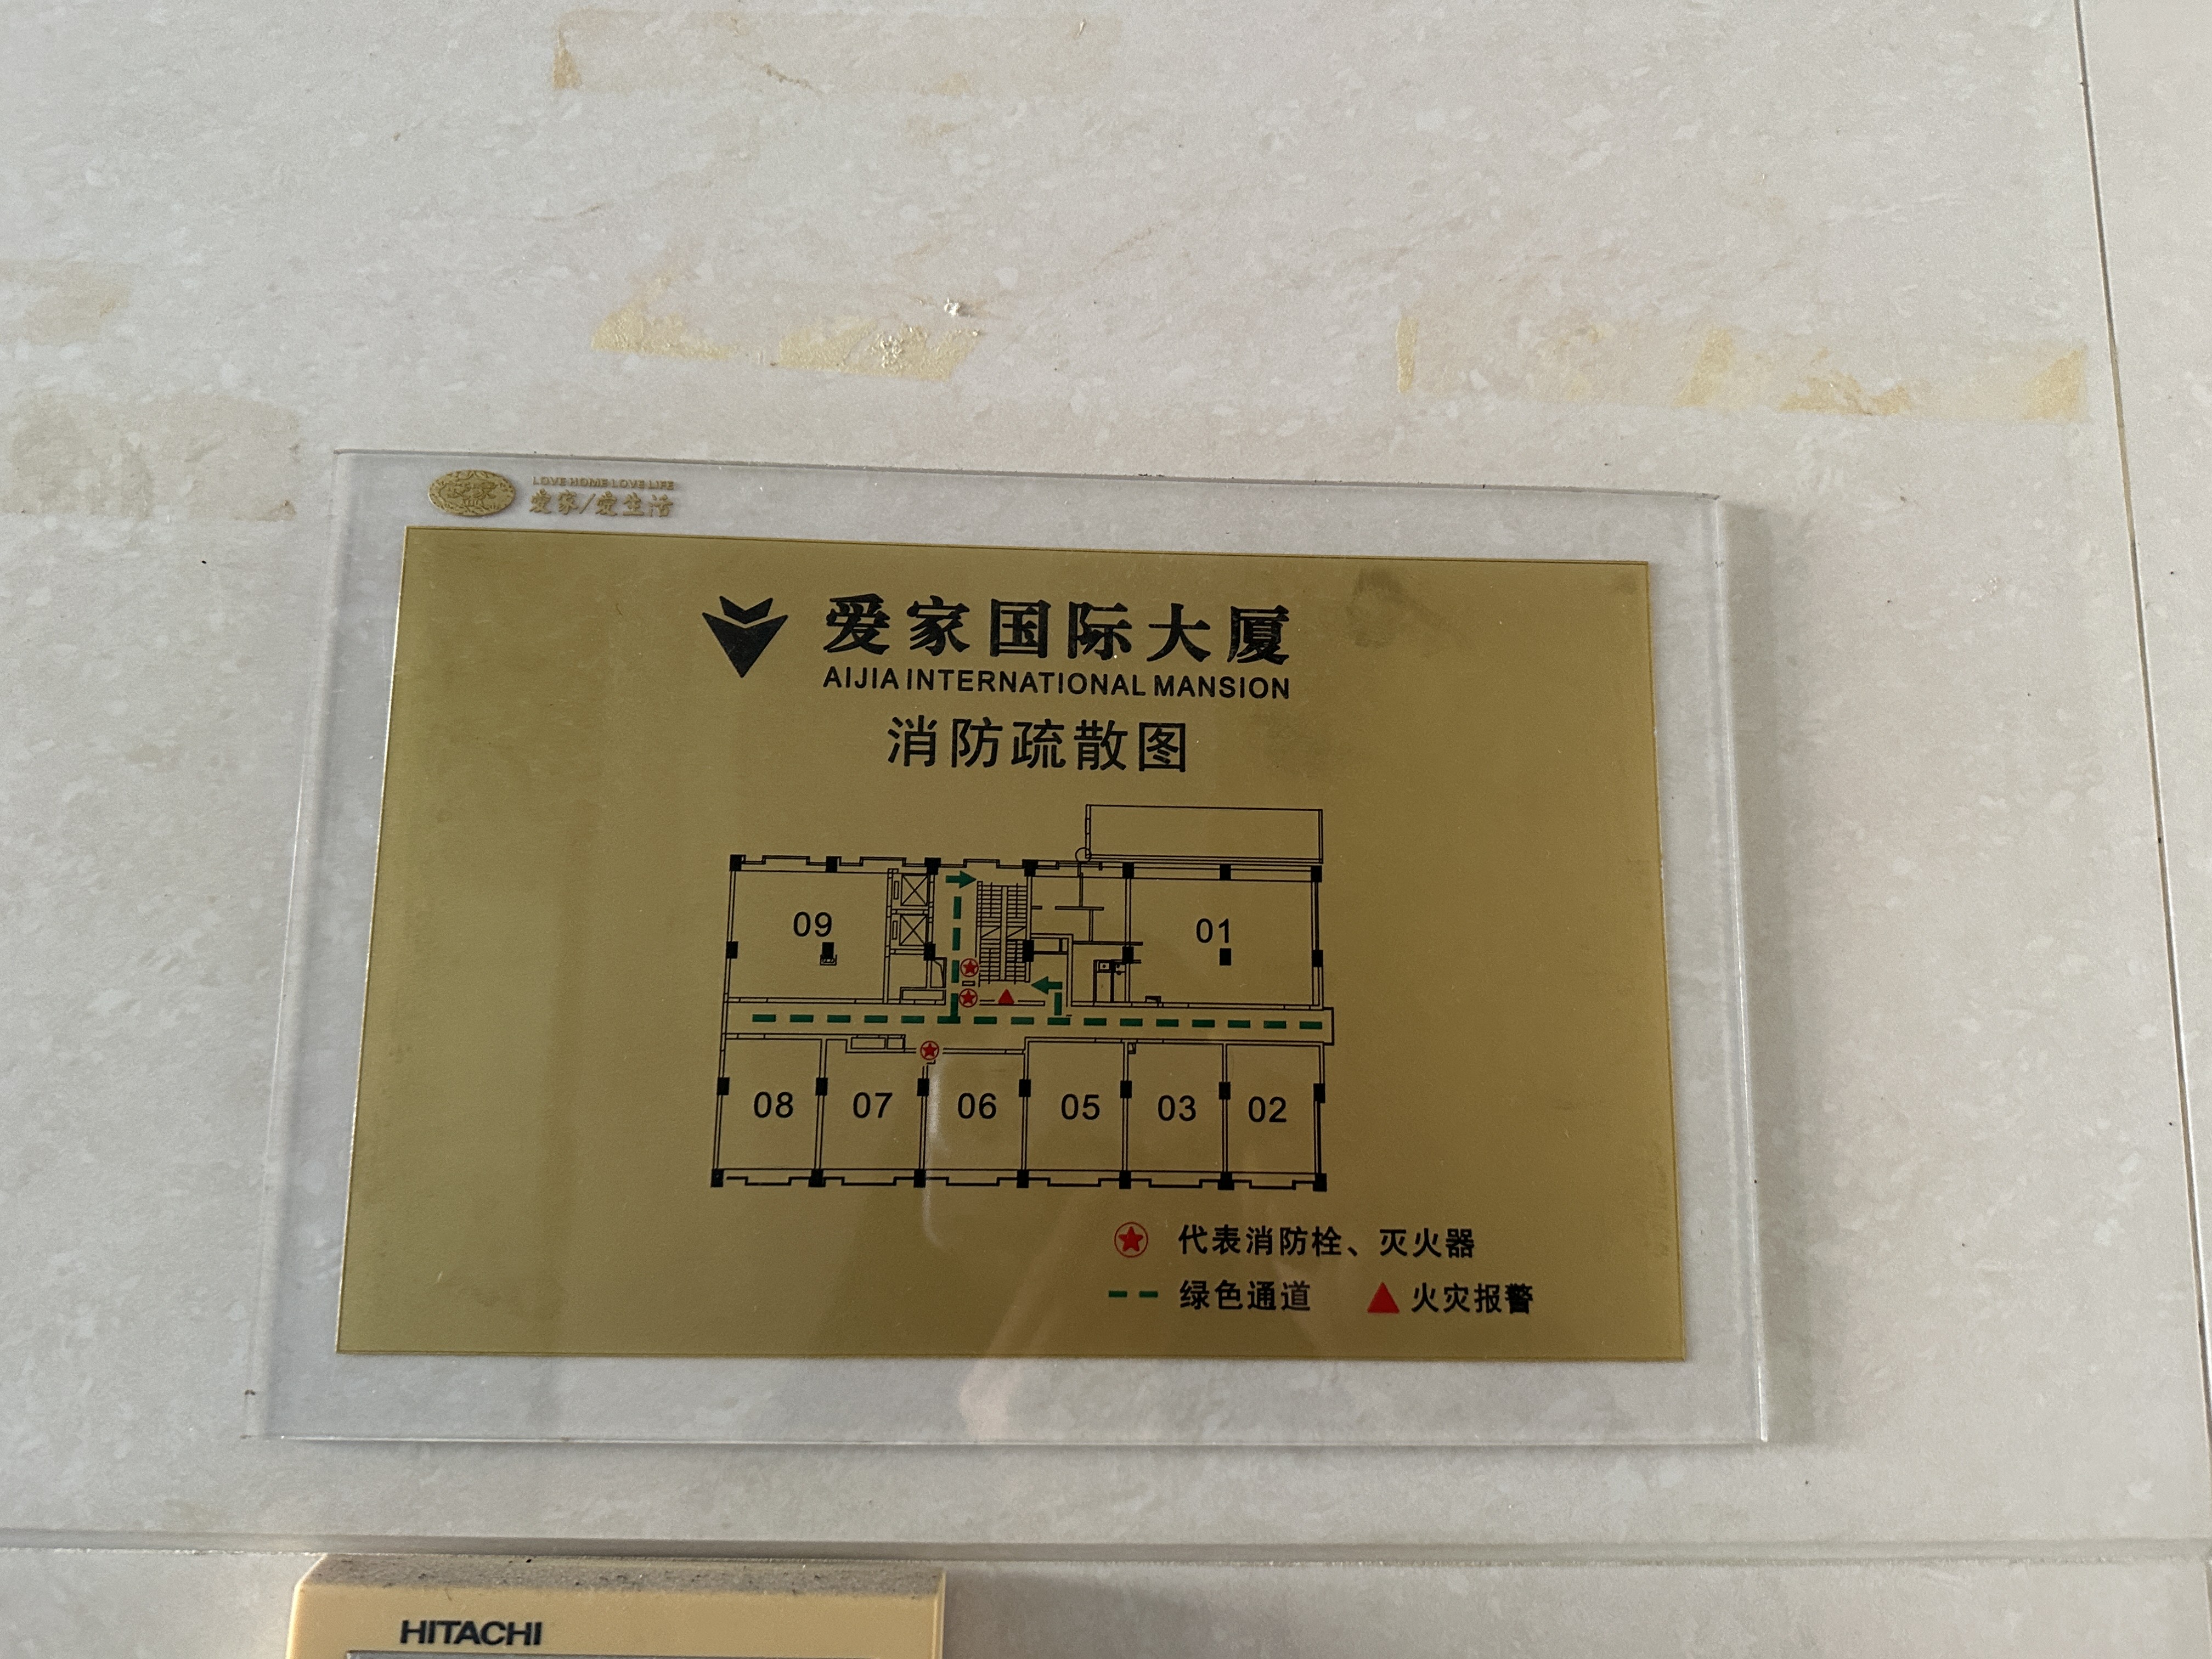 LOVE HOME LOVE LIFE
爱家/爱生活
爱家国际大厦
AIJIA INTERNATIONAL MANSION
消防疏散图
09
01
08 07 06 05 03 02
代表消防栓、灭火器
绿色通道 火灾报警
HITACHI